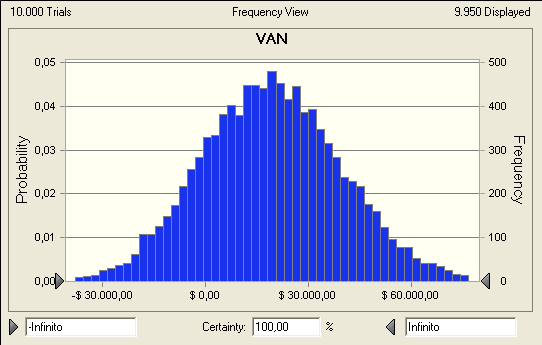 10.000 Trials Frequency View 9.950 Displayed
VAN
0,05 500
0,04 400
0,03 300
0,02 200
0,01 100
0,00 0
Probability
Frequency
-$ 30.000,00 $ 0,00 $ 30.000,00 $ 60.000,00
-Infinito Certainty: 100,00 % Infinito